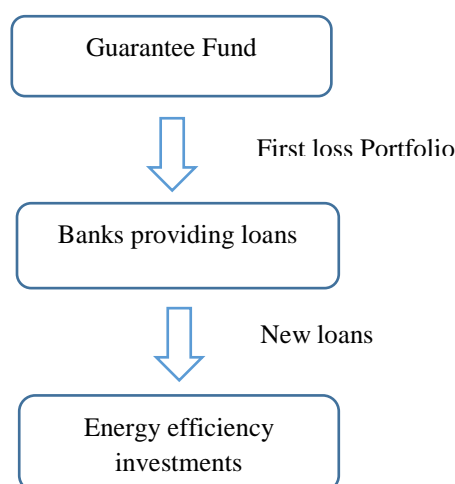 Guarantee Fund
First loss Portfolio
Banks providing loans
New loans
Energy efficiency
investments